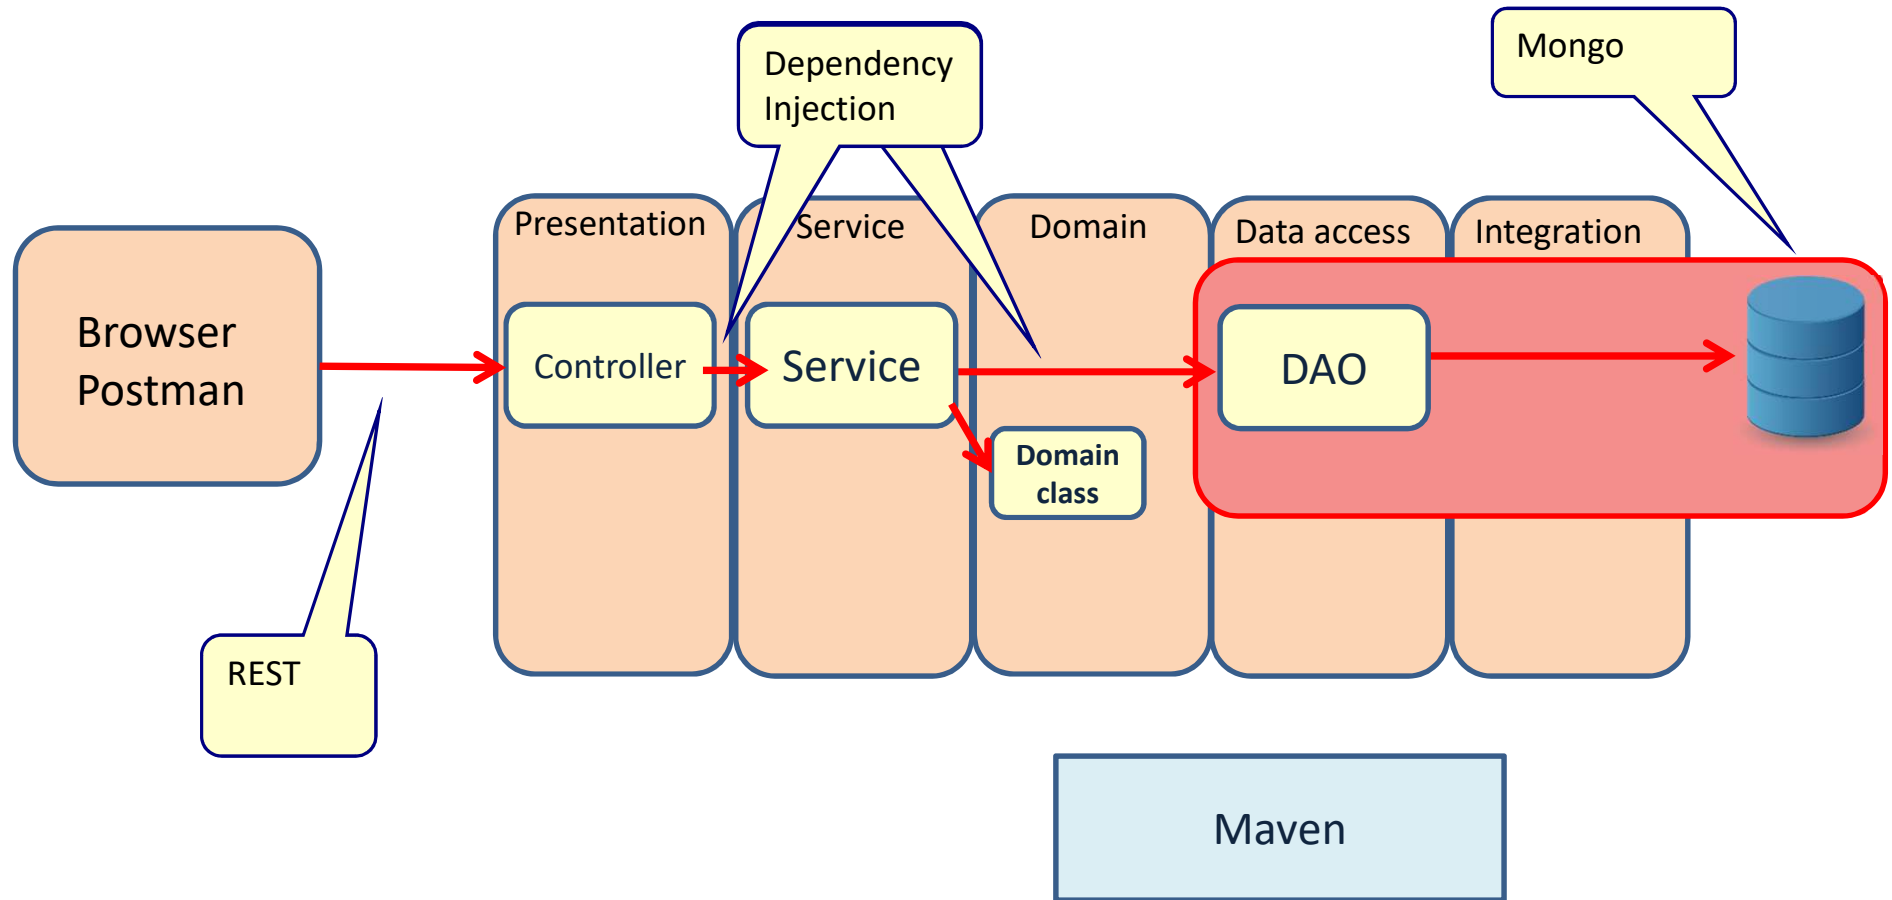 Dependency
Injection
Mongo
Presentation
Service
Domain
Data access
Integration
Browser
Postman
Controller
Service
DAO
Domain
class
REST
Maven